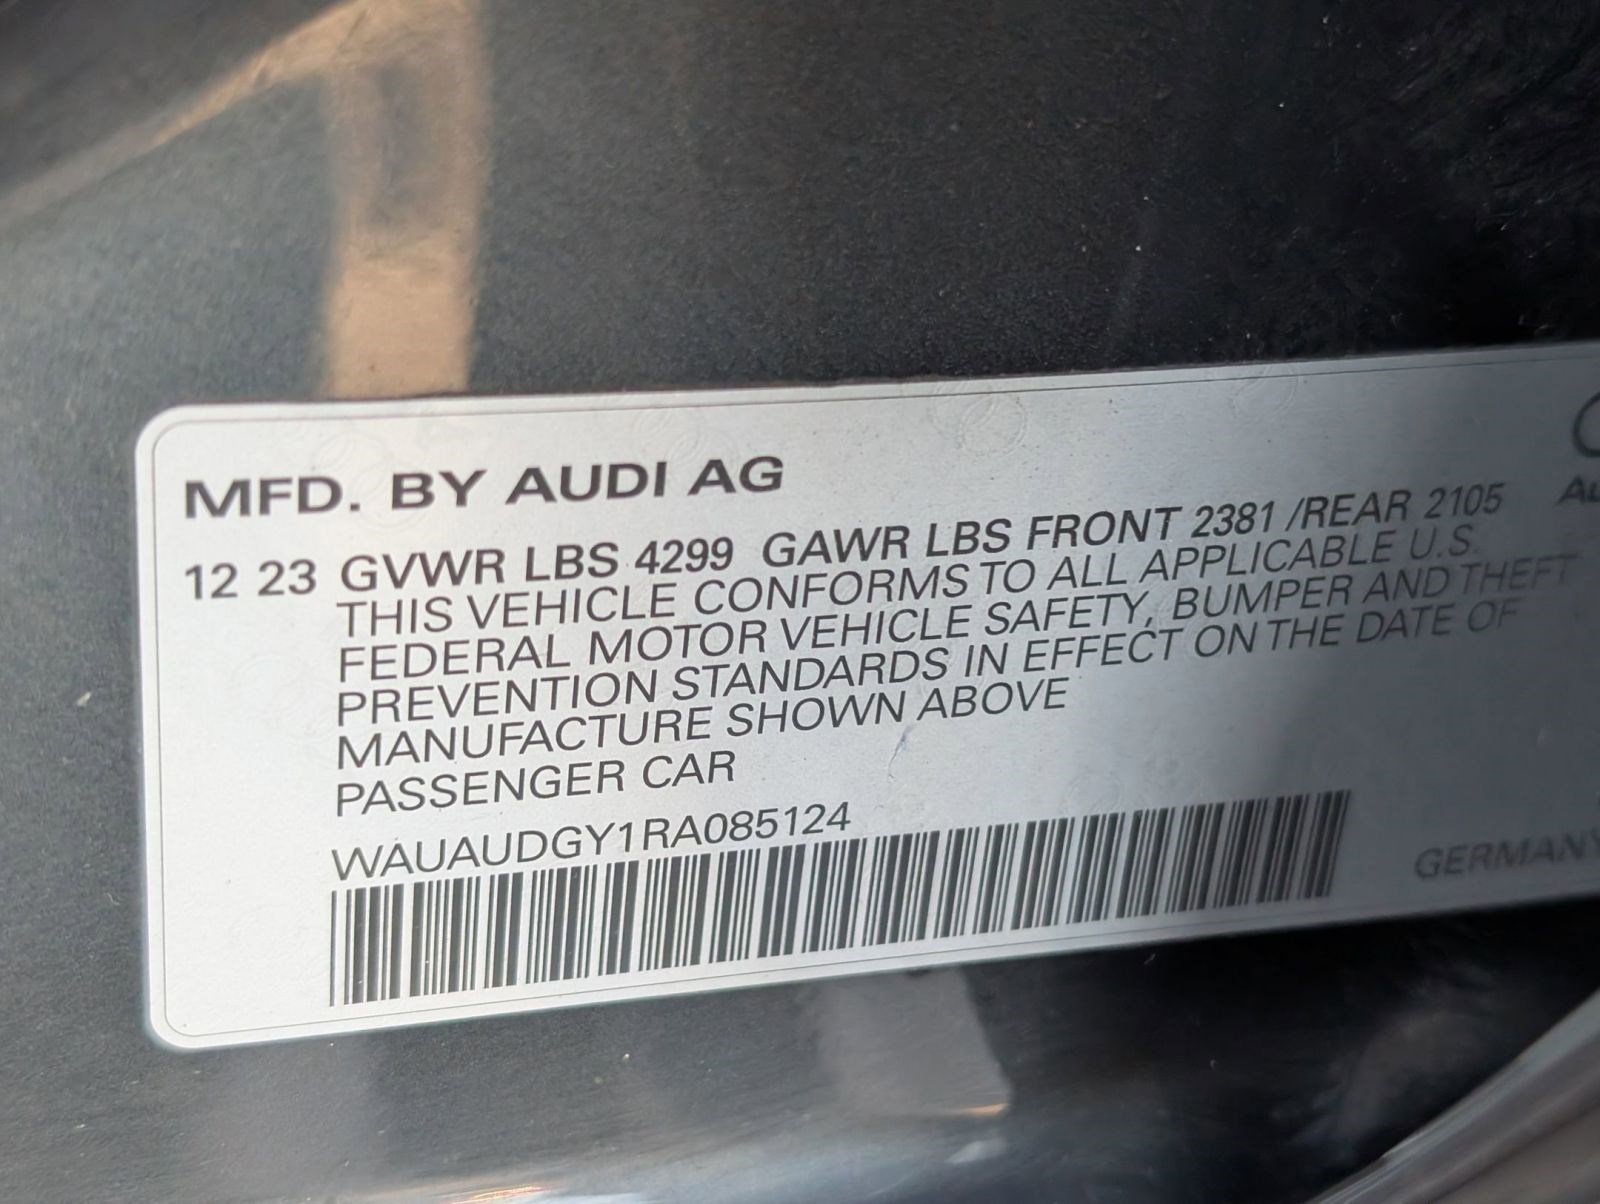 MFD. BY AUDI AG
12 23 GVWR LBS 4299 GAWR LBS FRONT 2381 /REAR 2105
THIS VEHICLE CONFORMS TO ALL APPLICABLE U.S.
FEDERAL MOTOR VEHICLE SAFETY, BUMPER AND THEFT
PREVENTION STANDARDS IN EFFECT ON THE DATE OF
MANUFACTURE SHOWN ABOVE
PASSENGER CAR
WAUAUDGY1RA085124
GERMANY